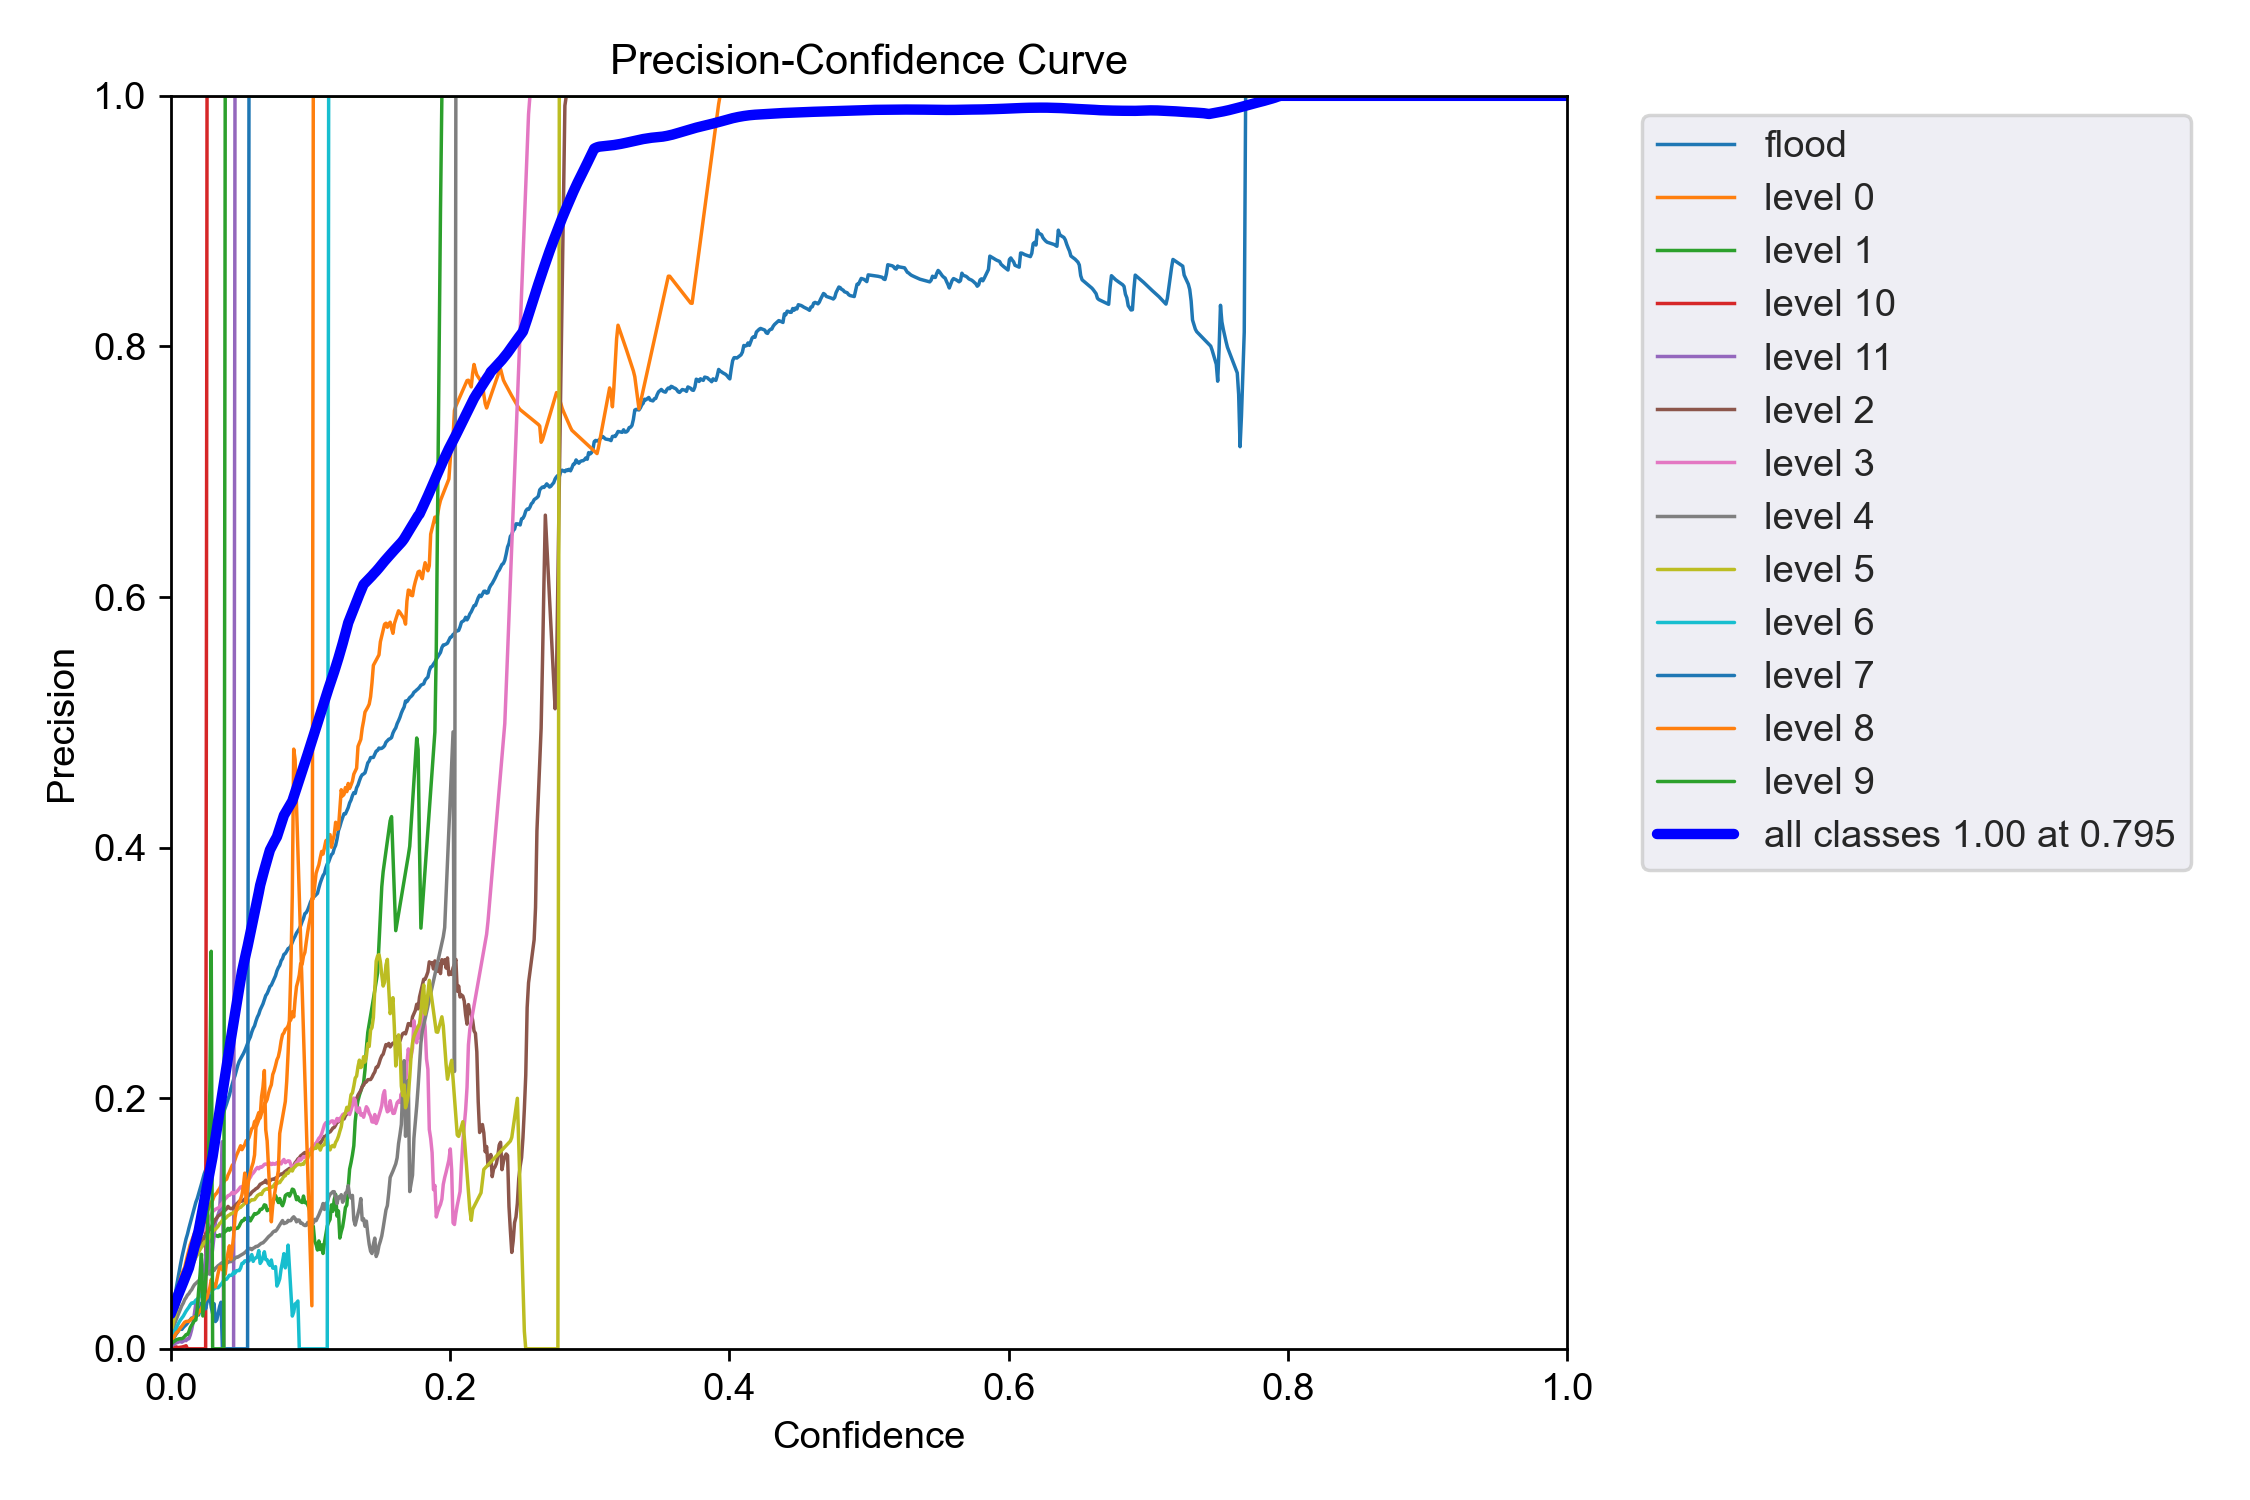 Precision-Confidence Curve
1.0
0.8
0.6
0.4
0.2
0.0
Precision
0.0 0.2 0.4 0.6 0.8 1.0
Confidence
flood
level 0
level 1
level 10
level 11
level 2
level 3
level 4
level 5
level 6
level 7
level 8
level 9
all classes 1.00 at 0.795